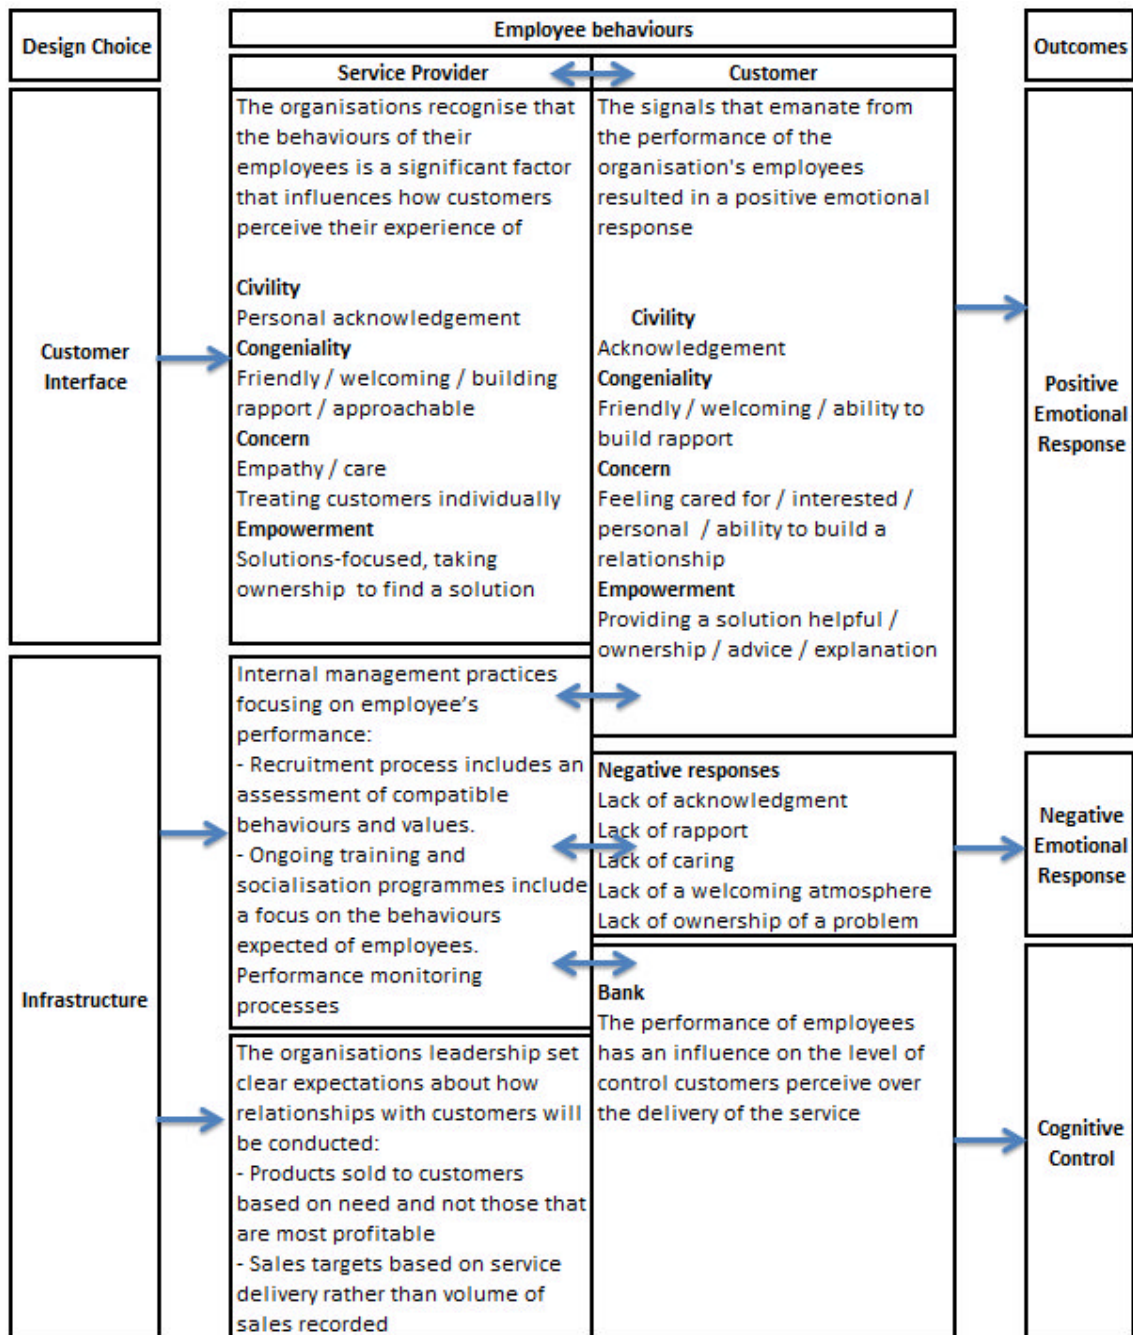 Design Choice
Employee behaviours
Outcomes
Service Provider
Customer
Customer
Interface
The organisations recognise that
the behaviours of their
employees is a significant factor
that influences how customers
perceive their experience of
Civility
Personal acknowledgement
Congeniality
Friendly / welcoming / building
rapport / approachable
Concern
Empathy / care
Treating customers individually
Empowerment
Solutions-focused, taking
ownership to find a solution
The signals that emanate from
the performance of the
organisation's employees
resulted in a positive emotional
response
Civility
Acknowledgement
Congeniality
Friendly / welcoming / ability to
build rapport
Concern
Feeling cared for / interested /
personal / ability to build a
relationship
Empowerment
Providing a solution helpful /
ownership / advice / explanation
Positive
Emotional
Response
Infrastructure
Internal management practices
focusing on employee’s
performance:
- Recruitment process includes an
assessment of compatible
behaviours and values.
- Ongoing training and
socialisation programmes include
a focus on the behaviours
expected of employees.
Performance monitoring
processes
Negative responses
Lack of acknowledgment
Lack of rapport
Lack of caring
Lack of a welcoming atmosphere
Lack of ownership of a problem
Negative
Emotional
Response
The organisations leadership set
clear expectations about how
relationships with customers will
be conducted:
- Products sold to customers
based on need and not those that
are most profitable
- Sales targets based on service
delivery rather than volume of
sales recorded
Bank
The performance of employees
has an influence on the level of
control customers perceive over
the delivery of the service
Cognitive
Control